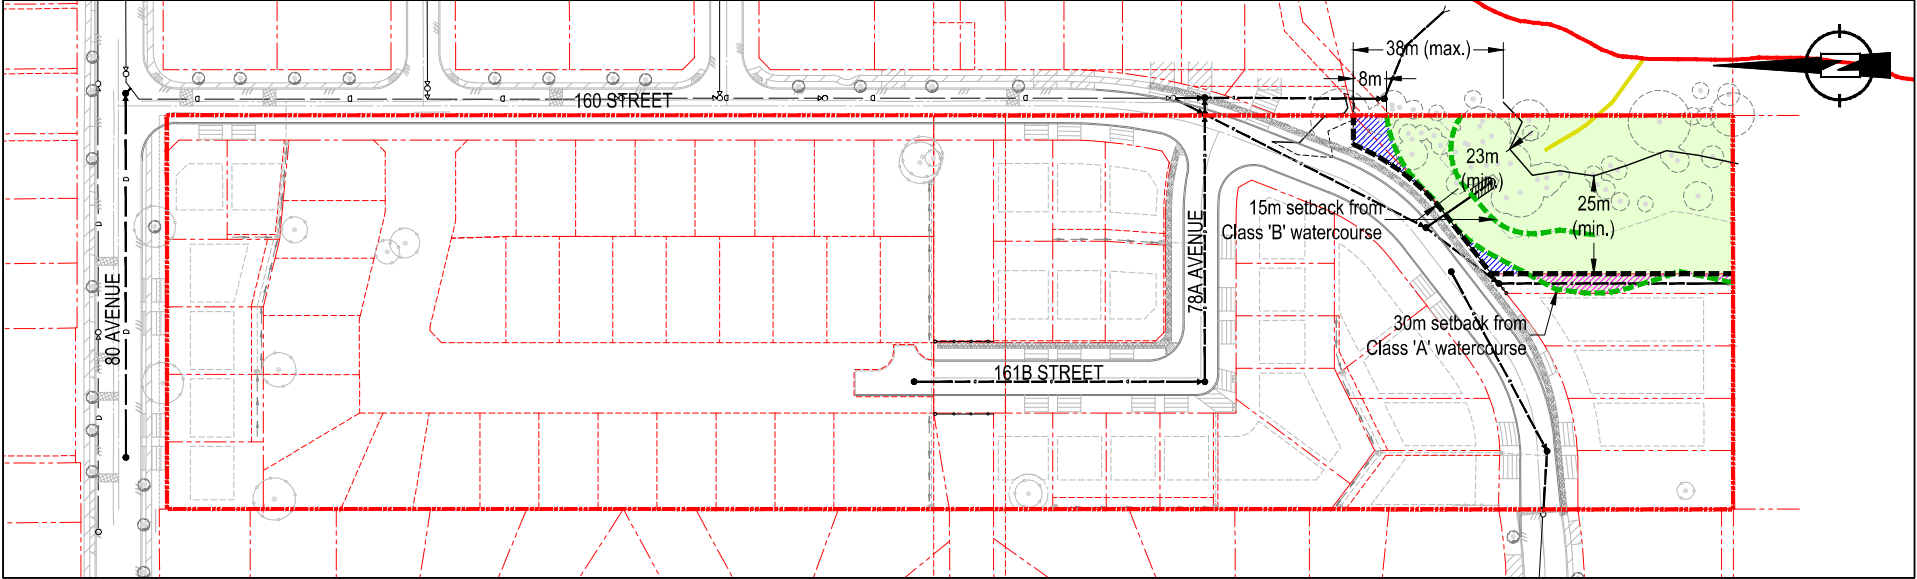 38m (max.)
8m
160 STREET
23m
(min.)
25m
(min.)
15m setback from
Class 'B' watercourse
78A AVENUE
80 AVENUE
30m setback from
Class 'A' watercourse
161B STREET